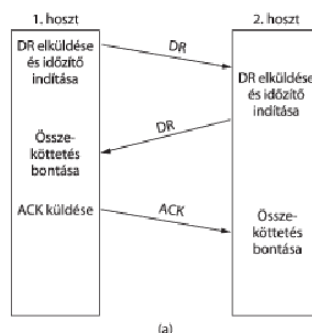 1. hoszt
2. hoszt
DR elküldése
és időzítő
indítása
DR
DR elküldése
és időzítő
indítása
DR
Össze-
köttetés
bontása
ACK küldése
ACK
Össze-
köttetés
bontása
(a)